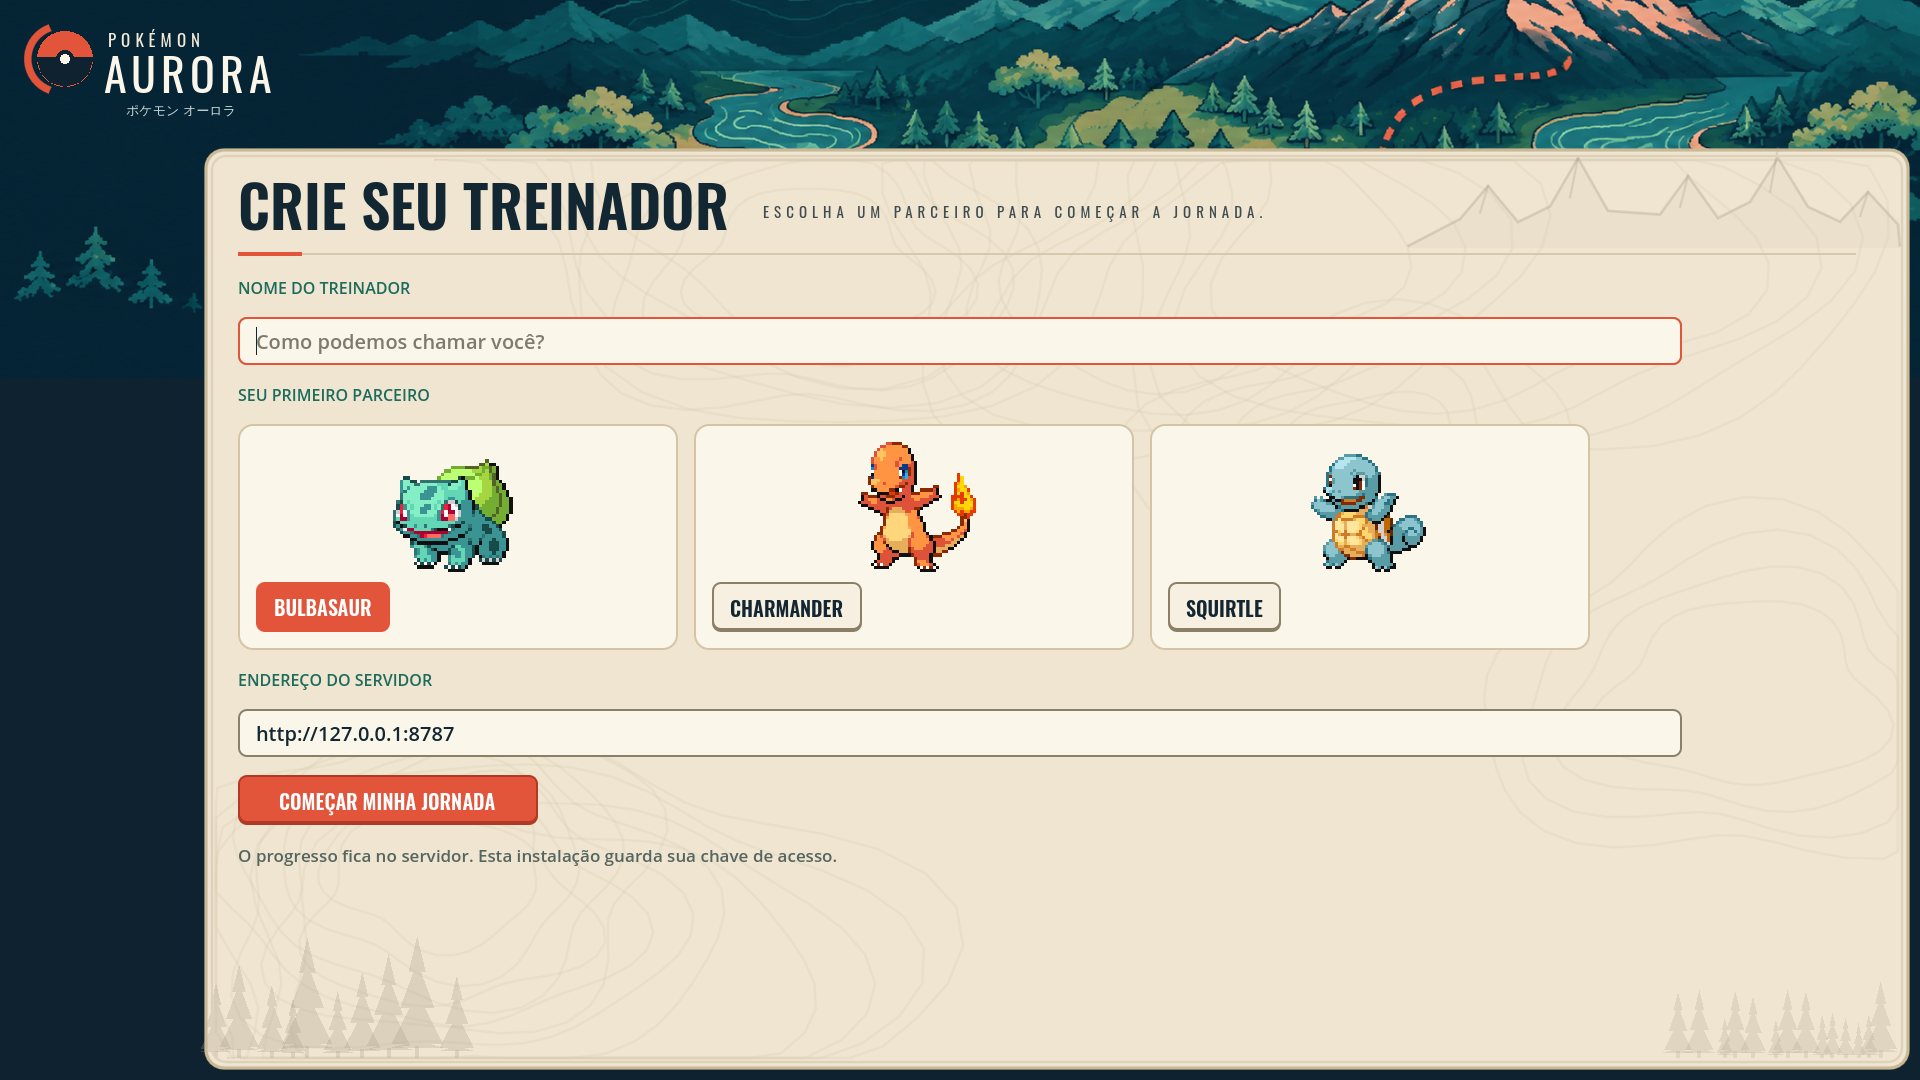 POKÉMON
AURORA
ポケモン オーロラ
CRIE SEU TREINADOR
ESCOLHA UM PARCEIRO PARA COMEÇAR A JORNADA.
NOME DO TREINADOR
Como podemos chamar você?
SEU PRIMEIRO PARCEIRO
BULBASAUR
CHARMANDER
SQUIRTLE
ENDEREÇO DO SERVIDOR
http://127.0.0.1:8787
COMEÇAR MINHA JORNADA
O progresso fica no servidor. Esta instalação guarda sua chave de acesso.